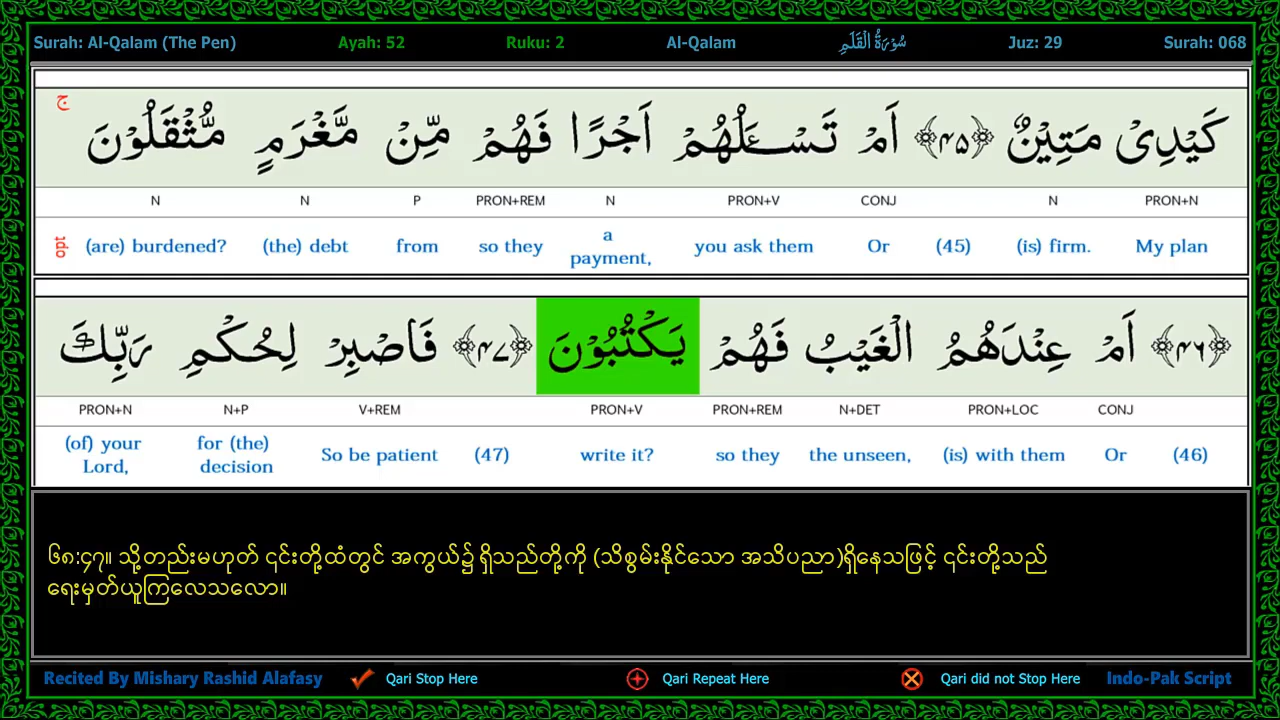 Surah: Al-Qalam (The Pen) Ayah: 52 Ruku: 2 Al-Qalam سُوْرَةُ الْقَلَمِ Juz: 29 Surah: 068
كَيْدِىْ مَتِيْنٌ ﴿۴۵﴾ اَمْ تَسْـَٔـلُهُمْ اَجْرًا فَهُمْ مِّنْ مَّغْرَمٍ مُّثْقَلُوْنَ ج
N N P PRON+REM N PRON+V CONJ N PRON+N
opt (are) burdened? (the) debt from so they a payment, you ask them Or (45) (is) firm. My plan
﴿۴۶﴾ اَمْ عِنْدَهُمُ الْغَيْبُ فَهُمْ يَكْتُبُوْنَ ﴿۴۷﴾ فَاصْبِرْ لِحُكْمِ رَبِّكَ
PRON+N N+P V+REM PRON+V PRON+REM N+DET PRON+LOC CONJ
(of) your Lord, for (the) decision So be patient (47) write it? so they the unseen, (is) with them Or (46)
၆၈:၄၇။ သို့တည်းမဟုတ် ၎င်းတို့ထံတွင် အကွယ်၌ ရှိသည်တို့ကို (သိစွမ်းနိုင်သော အသိပညာ)ရှိနေသဖြင့် ၎င်းတို့သည်
ရေးမှတ်ယူကြလေသလော။
Recited By Mishary Rashid Alafasy Qari Stop Here Qari Repeat Here Qari did not Stop Here Indo-Pak Script